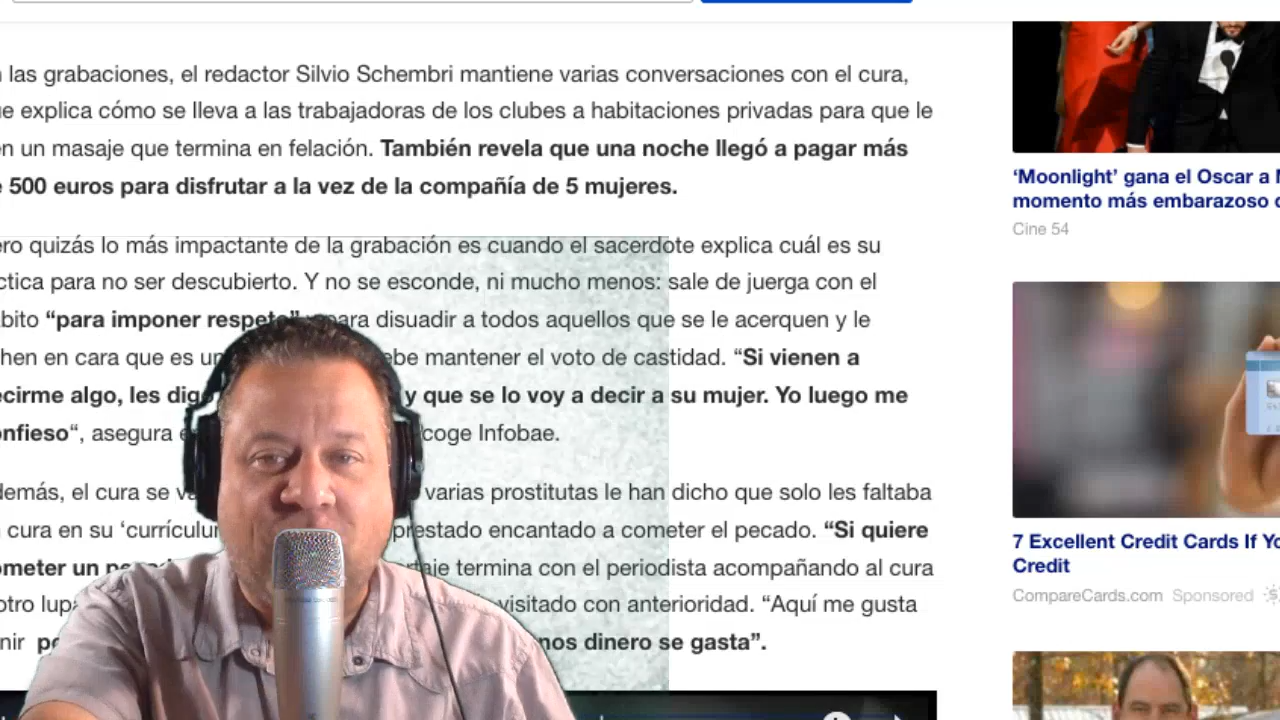 las grabaciones, el redactor Silvio Schembri mantiene varias conversaciones con el cura,
explica cómo se lleva a las trabajadoras de los clubes a habitaciones privadas para que le
un masaje que termina en felación. También revela que una noche llegó a pagar más
500 euros para disfrutar a la vez de la compañía de 5 mujeres.
quizás lo más impactante de la grabación es cuando el sacerdote explica cuál es su
para no ser descubierto. Y no se esconde, ni mucho menos: sale de juerga con el
“para imponer respeto” para disuadir a todos aquellos que se le acerquen y le
en cara que es un mantener el voto de castidad. “Si vienen a
algo, les digo y que se lo voy a decir a su mujer. Yo luego me
“, asegura coge Infobae.
el cura se varias prostitutas le han dicho que solo les faltaba
cura en su prestado encantado a cometer el pecado. “Si quiere
un termina con el periodista acompañando al cura
visitado con anterioridad. “Aquí me gusta
dinero se gasta”.
‘Moonlight’ gana el Oscar a
momento más embarazoso
Cine 54
7 Excellent Credit Cards If
Credit
CompareCards.com Sponsored